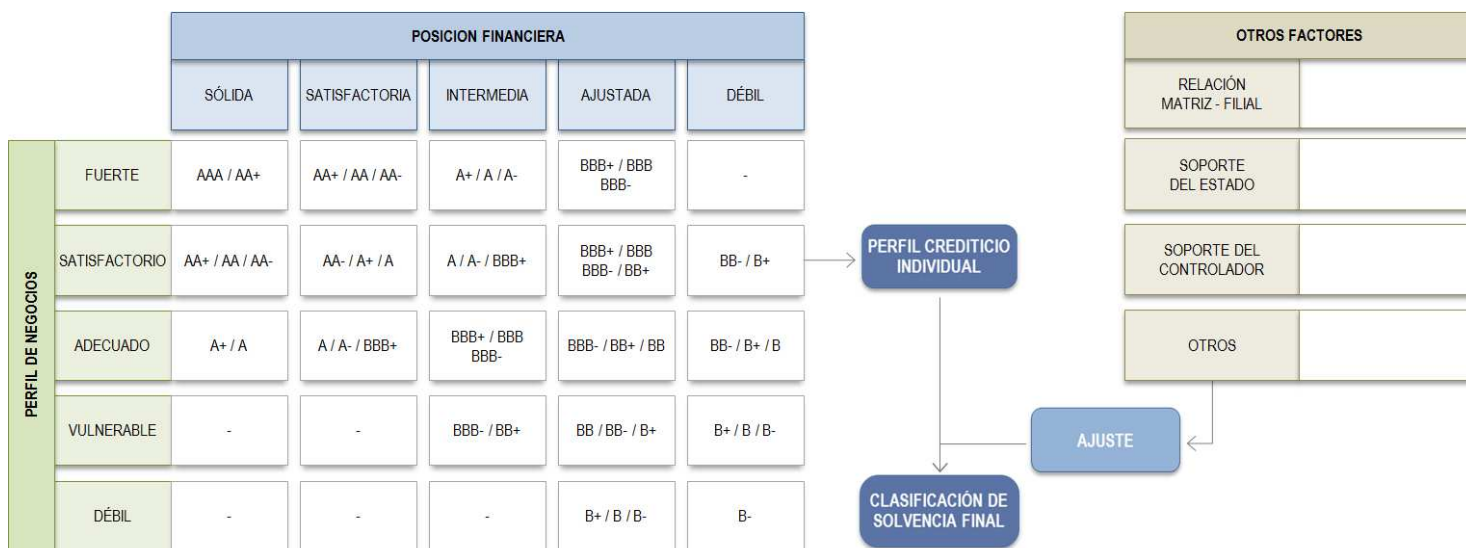 POSICION FINANCIERA
SÓLIDA
SATISFACTORIA
INTERMEDIA
AJUSTADA
DÉBIL
PERFIL DE NEGOCIOS
FUERTE
AAA / AA+
AA+ / AA / AA-
A+ / A / A-
BBB+ / BBB
BBB-
-
SATISFACTORIO
AA+ / AA / AA-
AA- / A+ / A
A / A- / BBB+
BBB+ / BBB
BBB- / BB+
BB- / B+
ADECUADO
A+ / A
A / A- / BBB+
BBB+ / BBB
BBB-
BBB- / BB+ / BB
BB- / B+ / B
VULNERABLE
-
-
BBB- / BB+
BB / BB- / B+
B+ / B / B-
DÉBIL
-
-
-
B+ / B / B-
B-
PERFIL CREDITICIO
INDIVIDUAL
OTROS FACTORES
RELACIÓN
MATRIZ - FILIAL
SOPORTE
DEL ESTADO
SOPORTE DEL
CONTROLADOR
OTROS
AJUSTE
CLASIFICACIÓN DE
SOLVENCIA FINAL